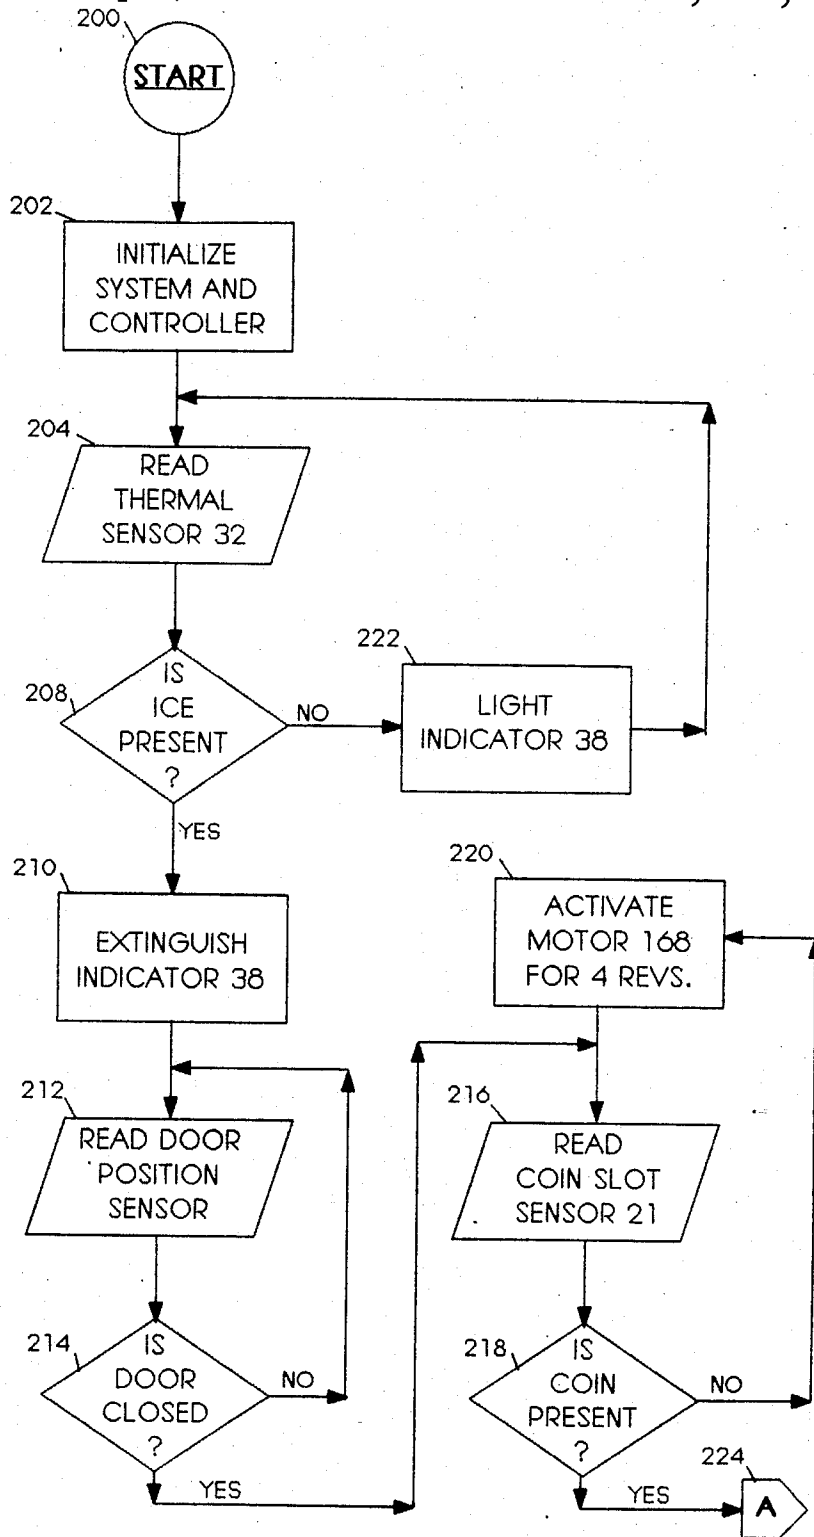 200
START
202
INITIALIZE
SYSTEM AND
CONTROLLER
204
READ
THERMAL
SENSOR 32
208
IS
ICE
PRESENT
?
NO
222
LIGHT
INDICATOR 38
YES
210
EXTINGUISH
INDICATOR 38
212
READ DOOR
POSITION
SENSOR
214
IS
DOOR
CLOSED
?
NO
YES
220
ACTIVATE
MOTOR 168
FOR 4 REVS.
216
READ
COIN SLOT
SENSOR 21
218
IS
COIN
PRESENT
?
NO
YES
224
A